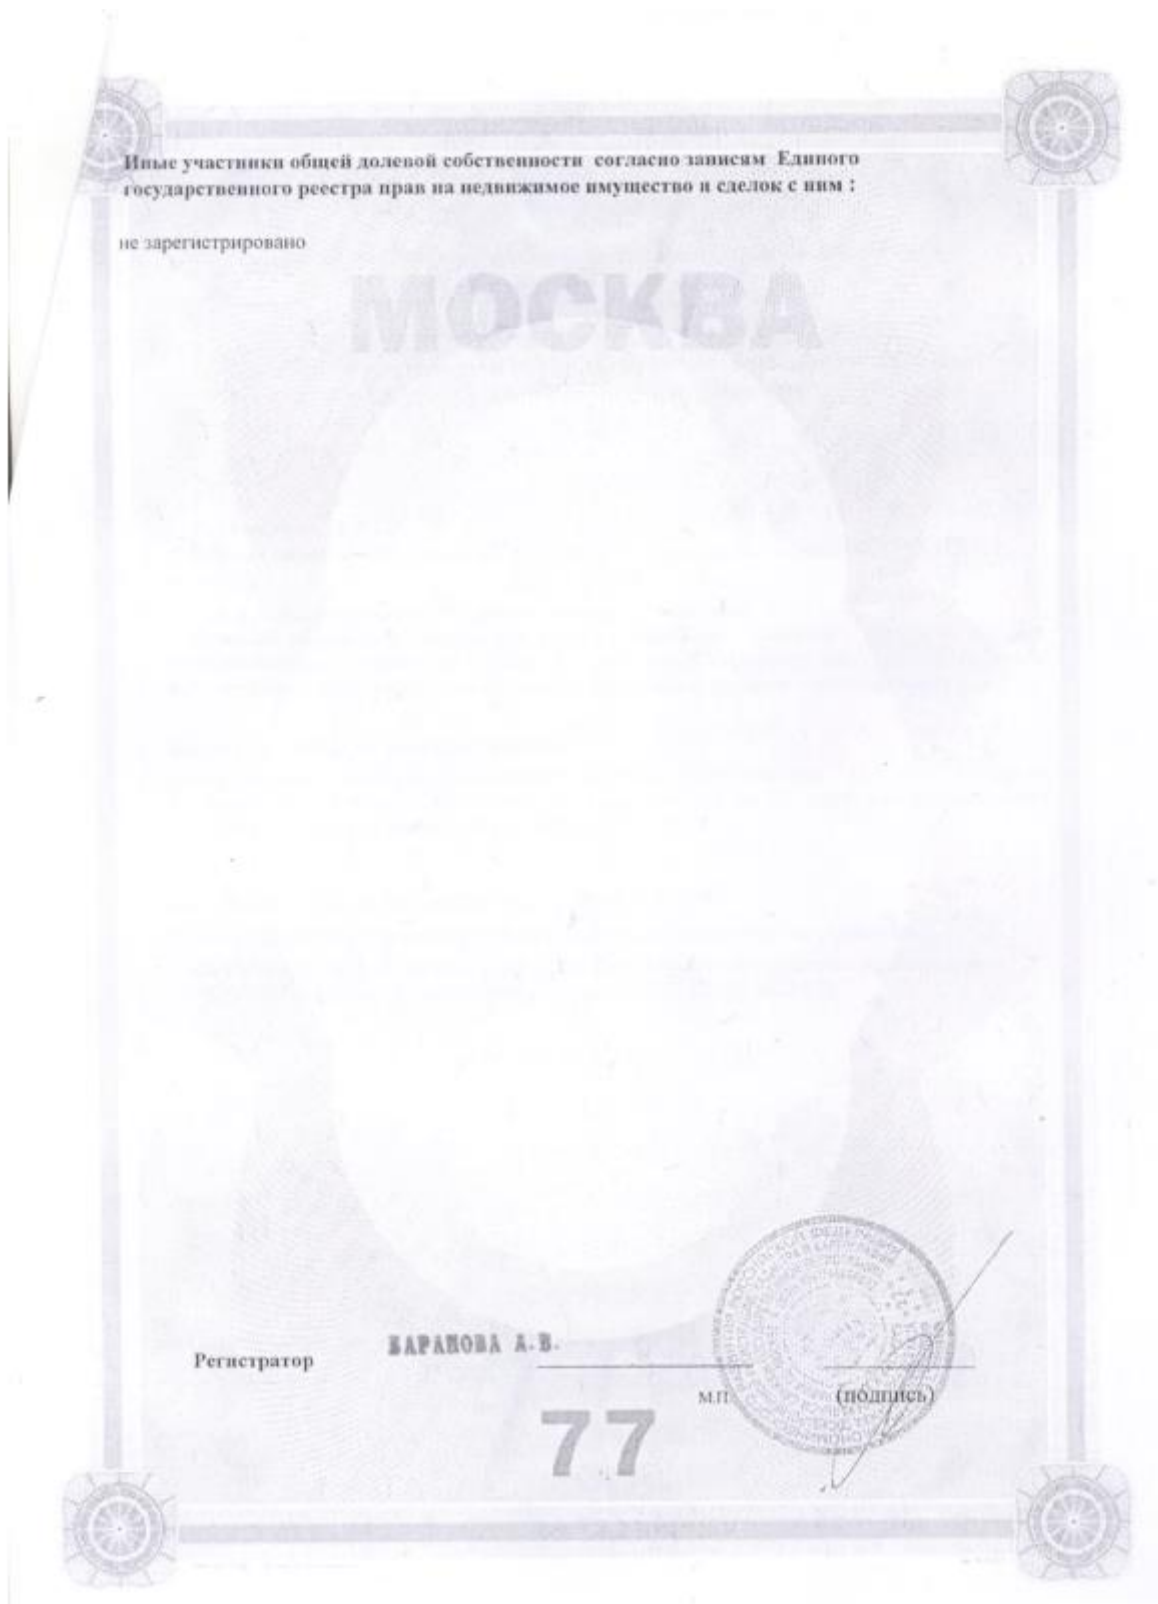 Иные участники общей долевой собственности согласно записям Единого
государственного реестра прав на недвижимое имущество и сделок с ним :
не зарегистрировано
МОСКВА
БАРАНОВА А.В.
Регистратор
М.П.
(подпись)
77